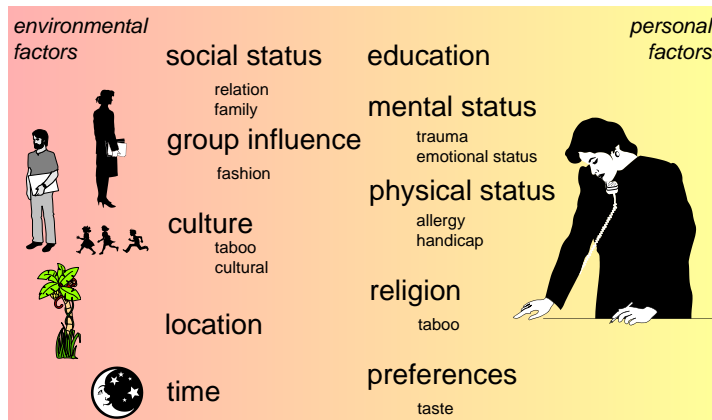 environmental
factors
social status
relation
family
group influence
fashion
culture
taboo
cultural
location
time
education
mental status
trauma
emotional status
physical status
allergy
handicap
religion
taboo
preferences
taste
personal
factors